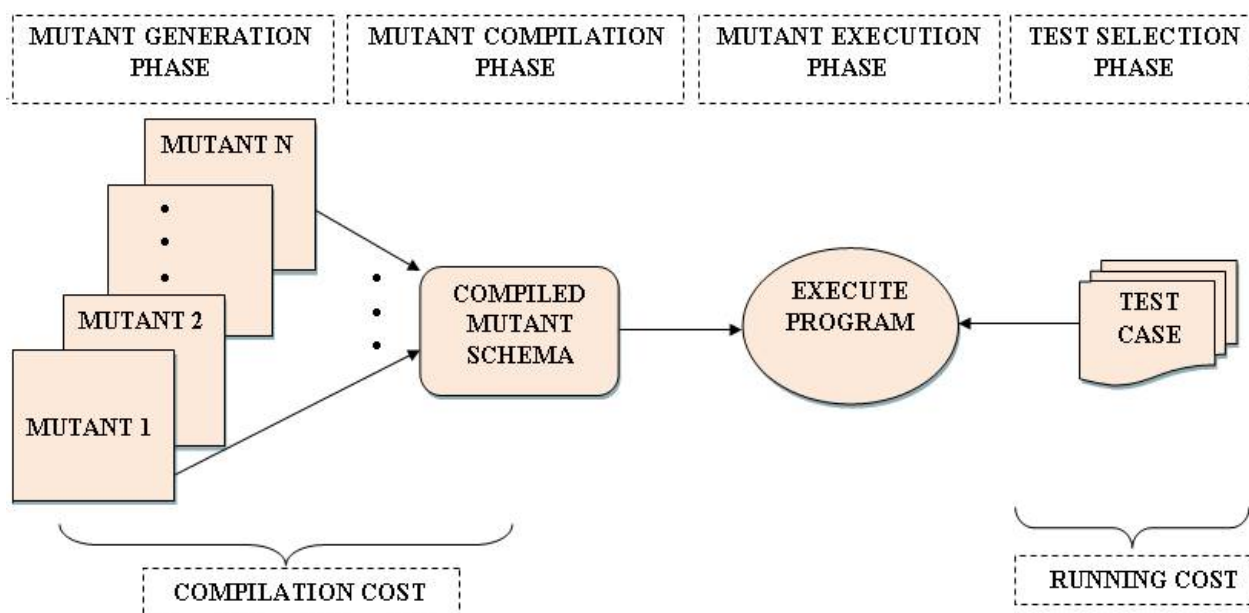 MUTANT GENERATION
PHASE
MUTANT COMPILATION
PHASE
MUTANT EXECUTION
PHASE
TEST SELECTION
PHASE
MUTANT N
MUTANT 2
MUTANT 1
COMPILED
MUTANT
SCHEMA
EXECUTE
PROGRAM
TEST
CASE
COMPILATION COST
RUNNING COST